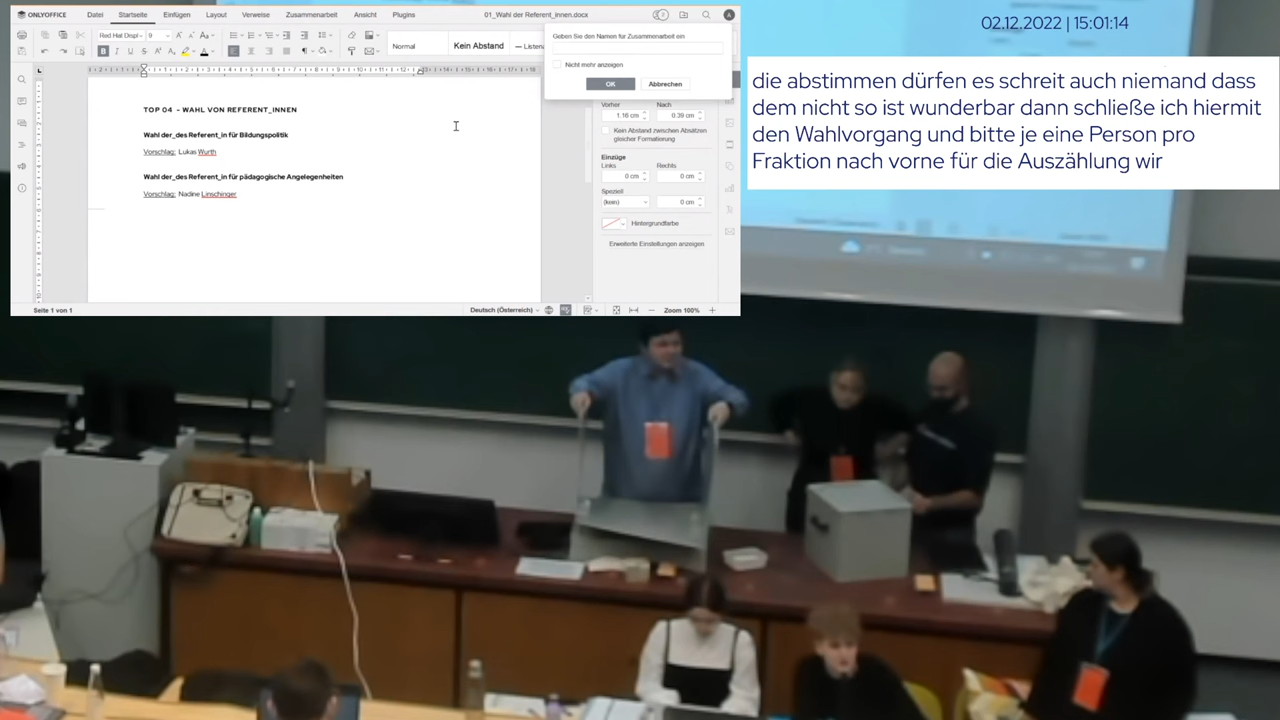 ONLYOFFICE
Datei Startseite Einfügen Layout Verweise Zusammenarbeit Ansicht Plugins
01_Wahl der Referent_innen.docx
Red Hat Displ 9
Normal
Kein Abstand
Geben Sie den Namen für Zusammenarbeit ein
Nicht mehr anzeigen
OK Abbrechen
Vorher Nach
1.16 cm 0.39 cm
Kein Abstand zwischen Absätzen
gleicher Formatierung
Einzüge
Links Rechts
0 cm 0 cm
Speziell
(kein) 0 cm
Hintergrundfarbe
Erweiterte Einstellungen anzeigen
TOP 04 - WAHL VON REFERENT_INNEN
Wahl der_des Referent_in für Bildungspolitik
Vorschlag: Lukas Wurth
Wahl der_des Referent_in für pädagogische Angelegenheiten
Vorschlag: Nadine Linschinger
Seite 1 von 1
Deutsch (Österreich)
Zoom 100%
02.12.2022 | 15:01:14
die abstimmen dürfen es schreit auch niemand dass
dem nicht so ist wunderbar dann schließe ich hiermit
den Wahlvorgang und bitte je eine Person pro
Fraktion nach vorne für die Auszählung wir